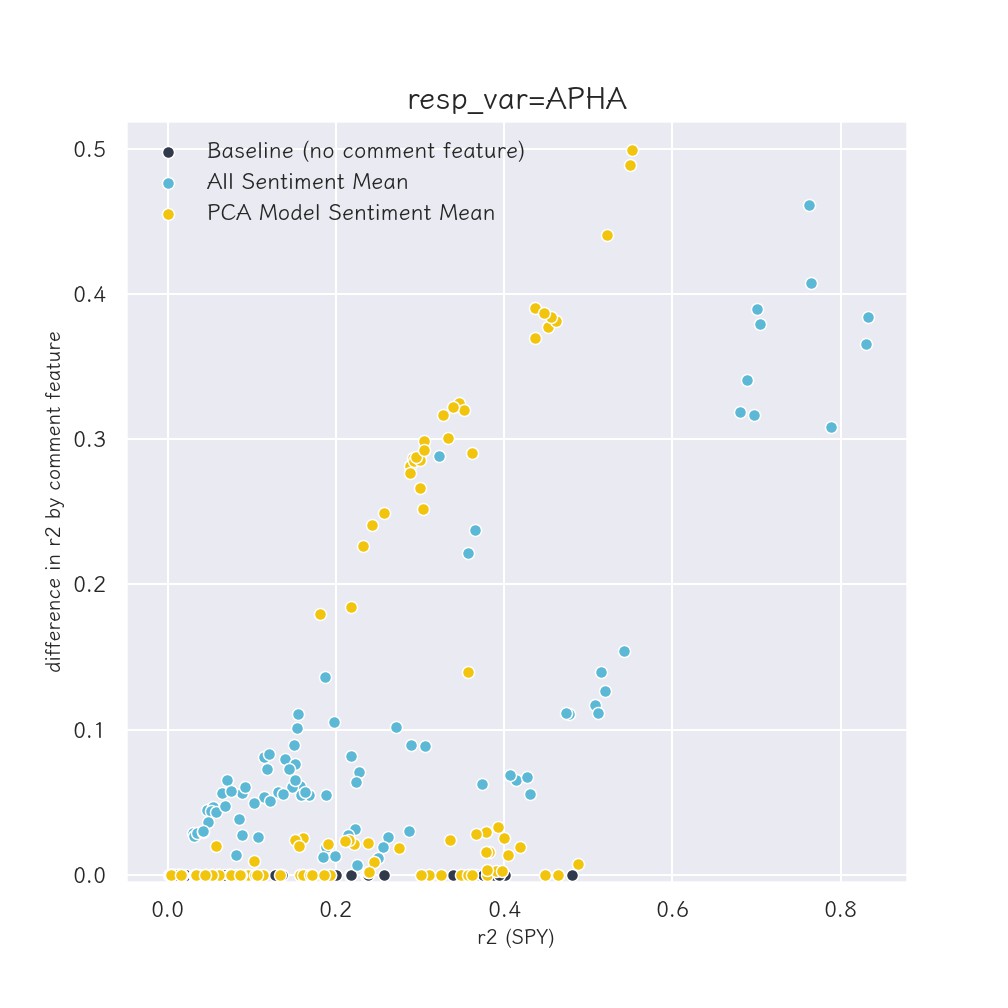 resp_var=APHA
Baseline (no comment feature)
All Sentiment Mean
PCA Model Sentiment Mean
difference in r2 by comment feature
0.5
0.4
0.3
0.2
0.1
0.0
0.0 0.2 0.4 0.6 0.8
r2 (SPY)